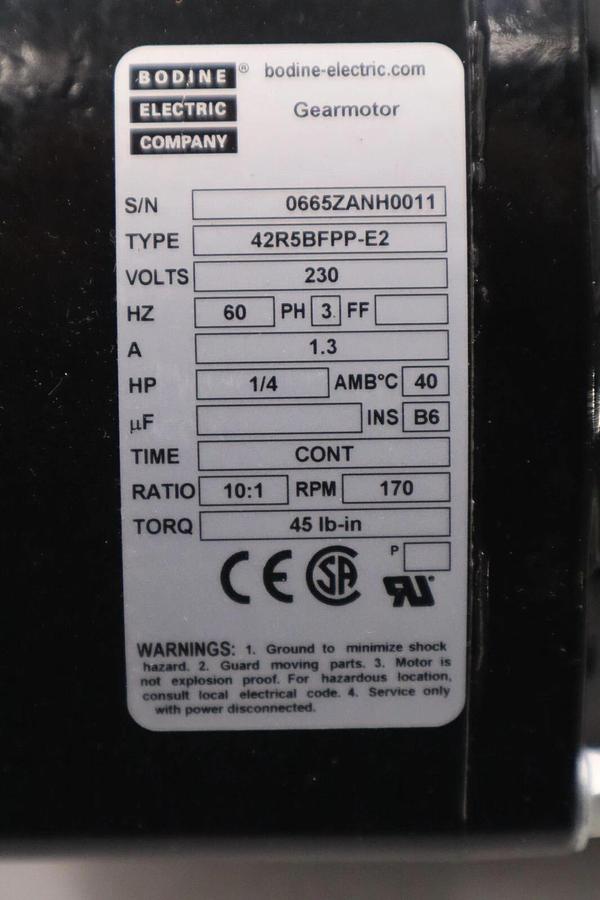 BODINE ® bodine-electric.com
ELECTRIC Gearmotor
COMPANY
S/N 0665ZANH0011
TYPE 42R5BFPP-E2
VOLTS 230
HZ 60 PH 3 FF
A 1.3
HP 1/4 AMB°C 40
µF INS B6
TIME CONT
RATIO 10:1 RPM 170
TORQ 45 lb-in
P
CE SA RU
WARNINGS: 1. Ground to minimize shock
hazard. 2. Guard moving parts. 3. Motor is
not explosion proof. For hazardous location,
consult local electrical code. 4. Service only
with power disconnected.